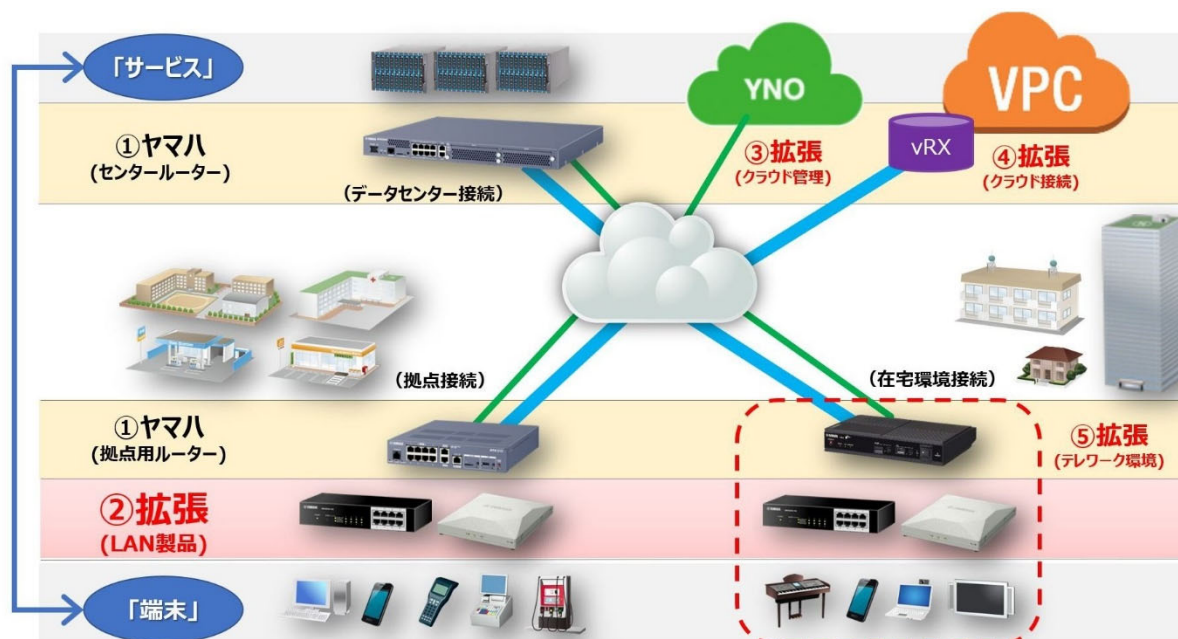 「サービス」
YNO
VPC
①ヤマハ
(センタールーター)
③拡張
(クラウド管理)
vRX
④拡張
(クラウド接続)
(データセンター接続)
(拠点接続)
(在宅環境接続)
①ヤマハ
(拠点用ルーター)
⑤拡張
(テレワーク環境)
②拡張
(LAN製品)
「端末」